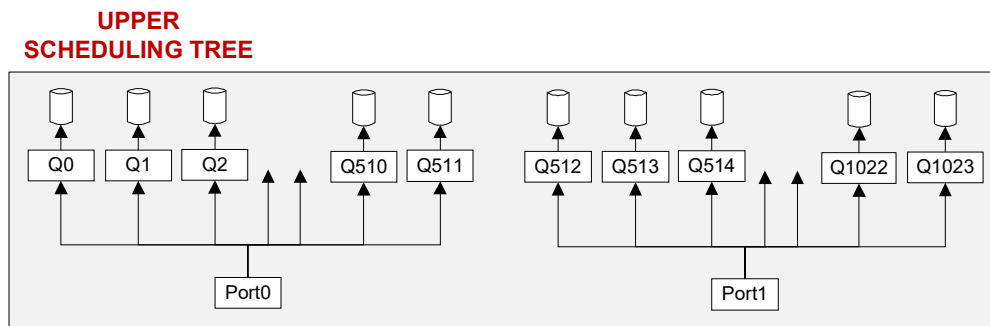 UPPER
SCHEDULING TREE
Q0 Q1 Q2 Q510 Q511 Q512 Q513 Q514 Q1022 Q1023
Port0 Port1